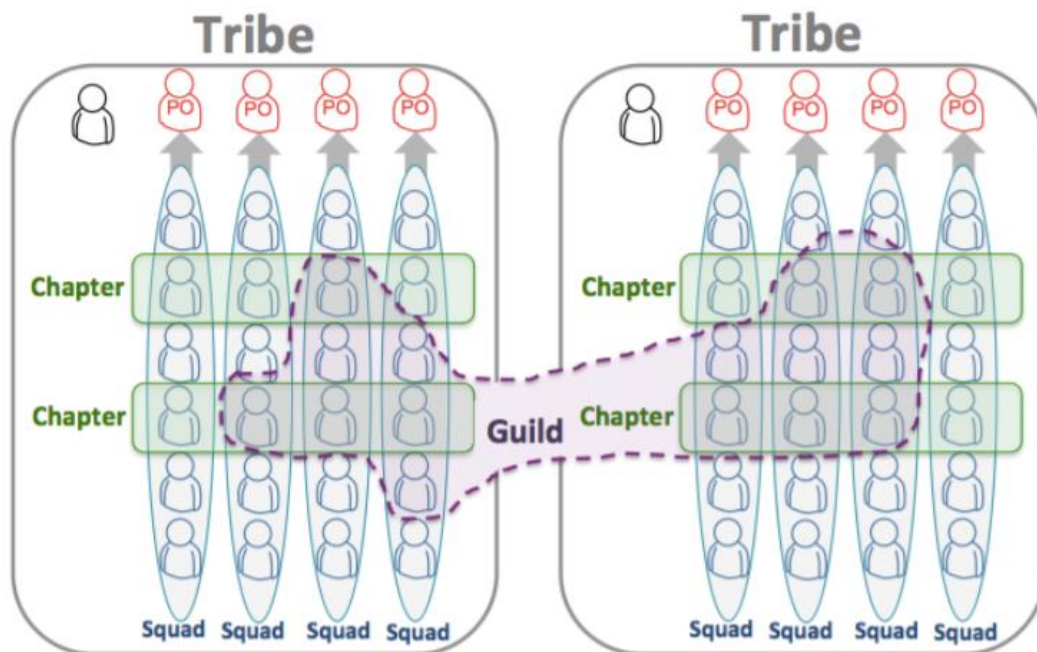 Tribe Tribe
PO PO PO PO PO PO PO PO
Chapter Chapter
Chapter Guild Chapter
Squad Squad Squad Squad Squad Squad Squad Squad